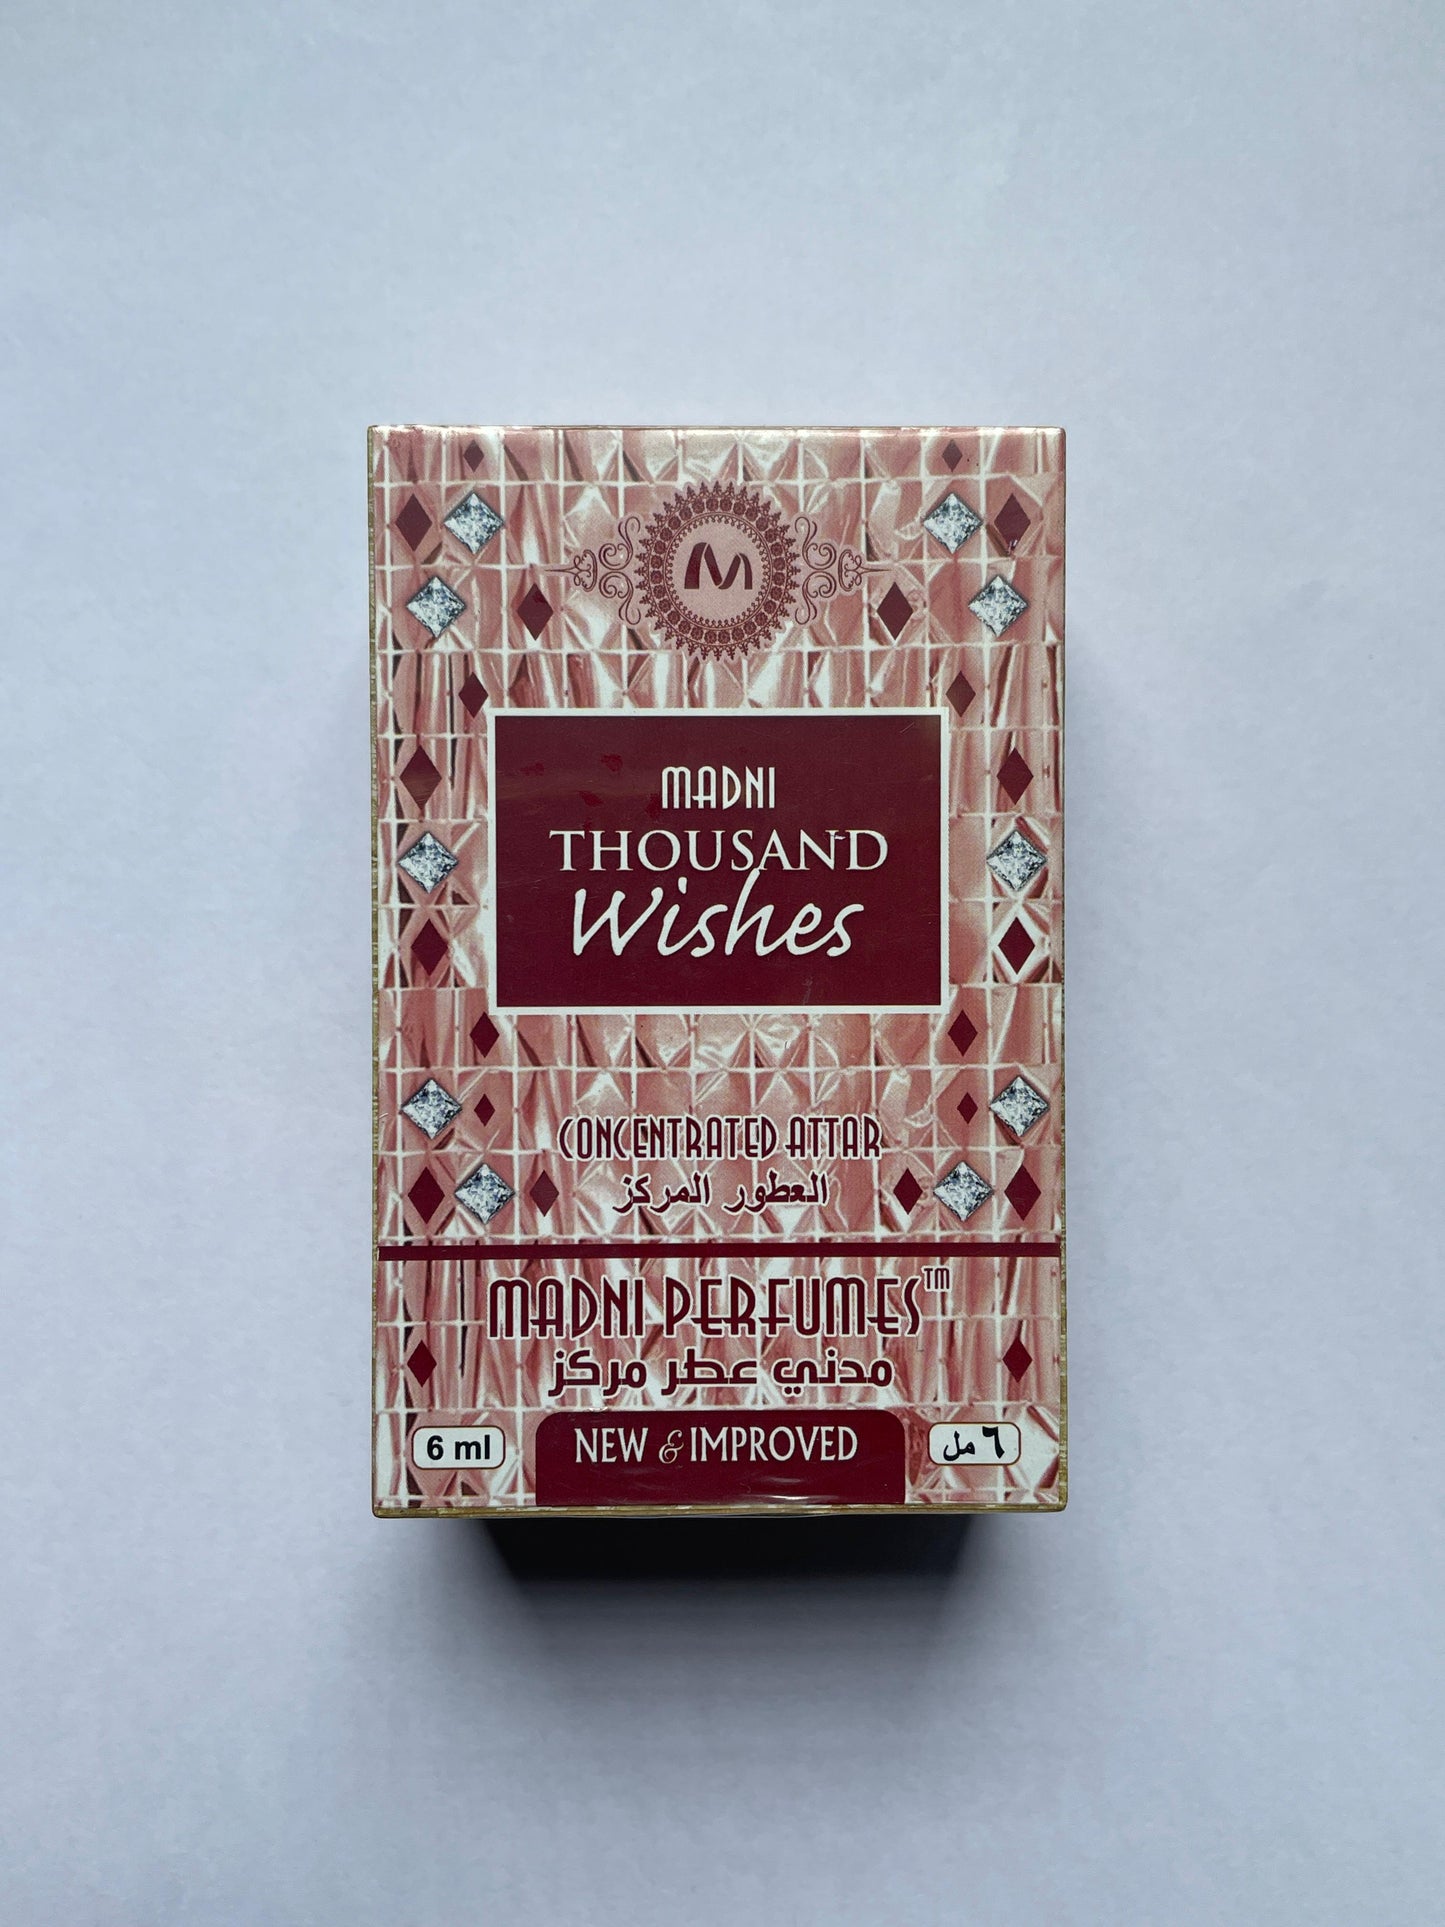 M
MADNI
THOUSAND
Wishes
CONCENTRATED ATTAR
العطور المركز
MADNI PERFUMES™
مدني عطر مركز
6 ml
NEW & IMPROVED
٦ مل